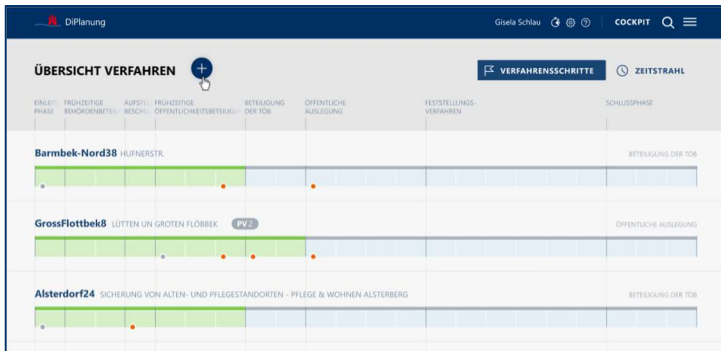 DiPlanung
Gisela Schlau
COCKPIT
ÜBERSICHT VERFAHREN
VERFAHRENSSCHRITTE
ZEITSTRAHL
PHASE
FRÜHZEITIGE
FRÜHZEITIGE
BETEILIGUNG
DER TÖB
ÖFFENTLICHE
AUSLEGUNG
FESTSTELLUNGS-
VERFAHREN
SCHLUSSPHASE
Barmbek-Nord38 HUFNERSTR.
BETEILIGUNG DER TÖB
GrossFlottbek8 LÜTTEN UN GROTEN FLÖBBEK PV 2
ÖFFENTLICHE AUSLEGUNG
Alsterdorf24 SICHERUNG VON ALTEN- UND PFLEGESTANDORTEN - PFLEGE & WOHNEN ALSTERBERG
BETEILIGUNG DER TÖB